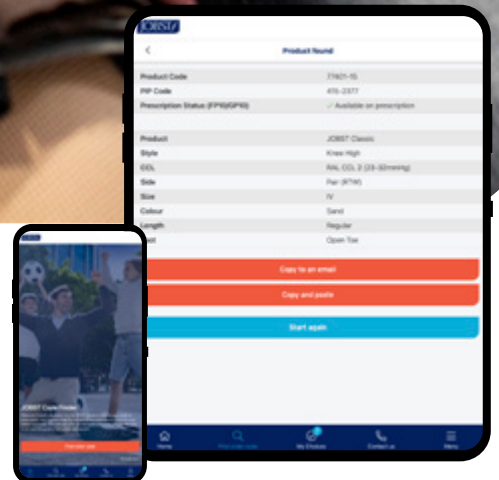 JOBST
Product found
Product Code 77401-15
PIP Code 415-2377
Prescription Status (FP10/GP10) ✓ Available on prescription
Product JOBST Classic
Style Knee High
CCL RAL CCL 2 (23-32mmHg)
Side Pair (RTW)
Size IV
Colour Sand
Length Regular
Open Toe
Copy to an email
Copy and paste
Start again
Home
My Choices
Contact us
Menu
JOBST
JOBST Code Finder